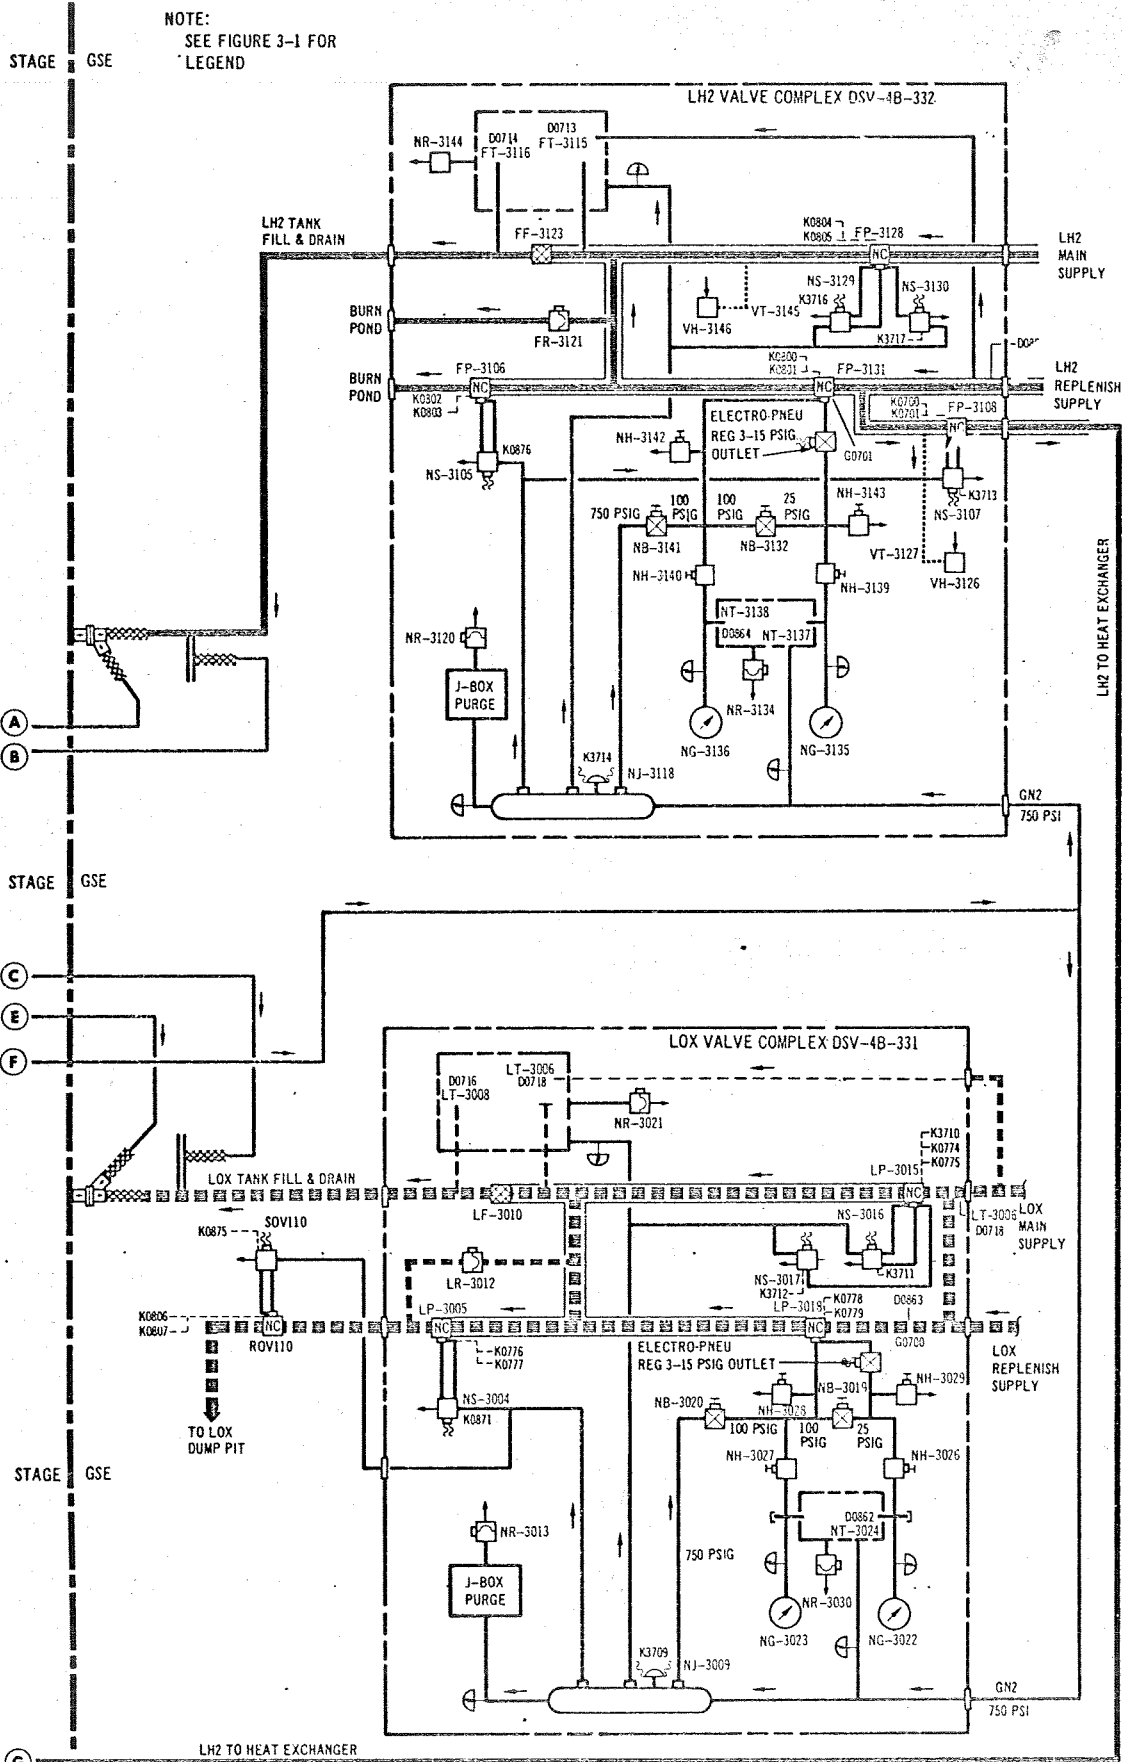 NOTE:
SEE FIGURE 3-1 FOR
LEGEND
STAGE GSE
LH2 VALVE COMPLEX DSV-4B-332
NR-3144
D0714
FT-3116
D0713
FT-3115
LH2 TANK
FILL & DRAIN
FF-3123
K0804
K0805
FP-3128
LH2
MAIN
SUPPLY
NS-3129
K3716
NS-3130
K3717
VH-3146
VT-3145
BURN
POND
FR-3121
BURN
POND
FP-3106
K0802
K0803
K0800
K0801
FP-3131
LH2
REPLENISH
SUPPLY
K0700
K0701
FP-3108
ELECTRO-PNEU
REG 3-15 PSIG
OUTLET
G0701
NH-3142
K0876
NS-3105
K3713
NS-3107
750 PSIG
100
PSIG
100
PSIG
25
PSIG
NH-3143
NB-3141
NB-3132
VT-3127
VH-3126
NH-3140
NH-3139
LH2 TO HEAT EXCHANGER
NT-3138
D0864
NT-3137
NR-3120
J-BOX
PURGE
NR-3134
NG-3136
NG-3135
A
B
K3714
NJ-3118
GN2
750 PSI
STAGE GSE
C
E
F
LOX VALVE COMPLEX DSV-4B-331
D0716
LT-3008
LT-3006
D0718
NR-3021
K3710
K0774
K0775
LP-3015
LOX TANK FILL & DRAIN
LF-3010
NS-3016
LT-3006
D0718
LOX
MAIN
SUPPLY
K0875
SOV110
LR-3012
NS-3017
K3712
K3711
K0806
K0807
ROV110
LP-3005
K0776
K0777
LP-3018
K0778
K0779
D0863
G0700
LOX
REPLENISH
SUPPLY
ELECTRO-PNEU
REG 3-15 PSIG OUTLET
NS-3004
K0871
NB-3020
NH-3028
NB-3019
NH-3029
100 PSIG
100
PSIG
25
PSIG
TO LOX
DUMP PIT
STAGE GSE
NH-3027
NH-3026
NR-3013
J-BOX
PURGE
750 PSIG
D0862
NT-3024
NR-3030
NG-3023
NG-3022
K3709
NJ-3009
GN2
750 PSI
LH2 TO HEAT EXCHANGER